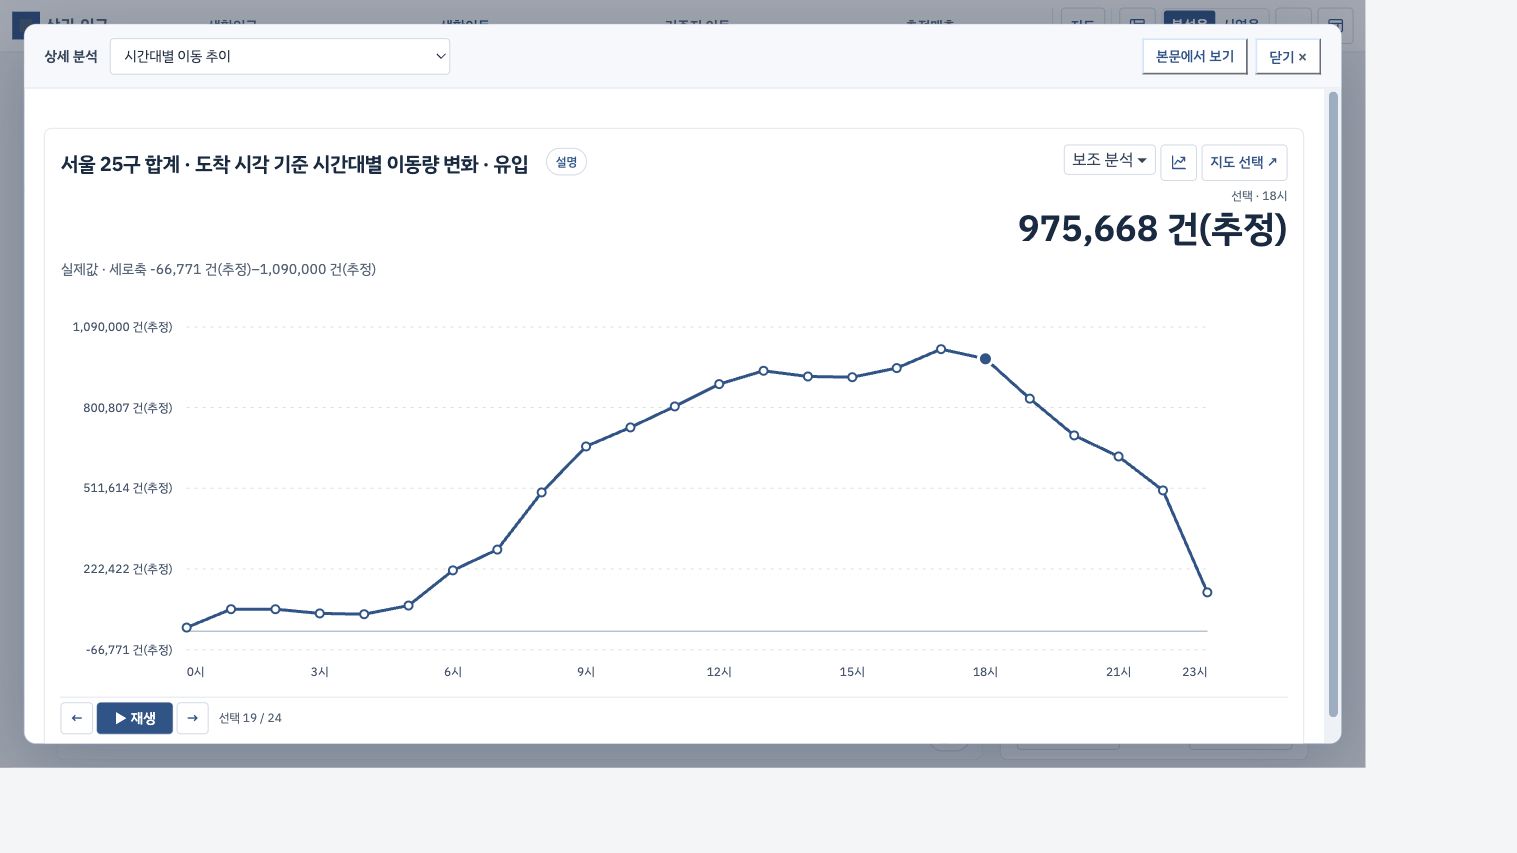 상세 분석
시간대별 이동 추이
본문에서 보기
닫기 ×
서울 25구 합계 · 도착 시각 기준 시간대별 이동량 변화 · 유입
설명
보조 분석
지도 선택 ↗
선택 · 18시
975,668 건(추정)
실제값 · 세로축 -66,771 건(추정)–1,090,000 건(추정)
1,090,000 건(추정)
800,807 건(추정)
511,614 건(추정)
222,422 건(추정)
-66,771 건(추정)
0시 3시 6시 9시 12시 15시 18시 21시 23시
← ▶ 재생 → 선택 19 / 24